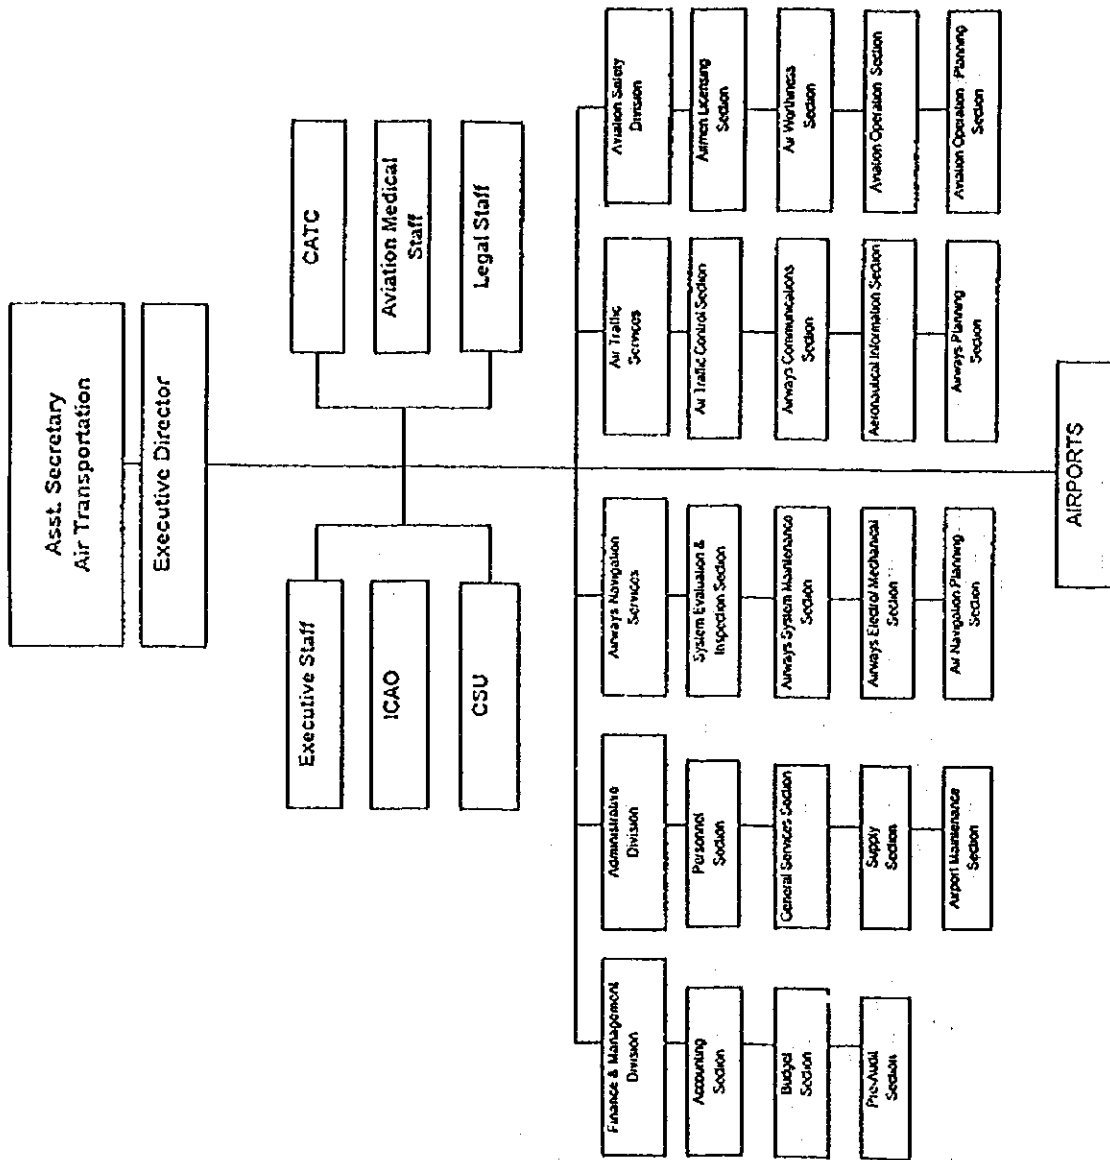 Asst. Secretary
Air Transportation
Executive Director
Executive Staff
ICAO
CSU
CATC
Aviation Medical
Staff
Legal Staff
Finance & Management
Division
Accounting
Section
Budget
Section
Pre-Audit
Section
Administrative
Division
Personnel
Section
General Services Section
Supply
Section
Airport Maintenance
Section
Airways Navigation
Services
System Evaluation &
Inspection Section
Airways System Maintenance
Section
Airways Electrol Mechanical
Section
Air Navigation Planning
Section
Air Traffic
Services
Air Traffic Control Section
Airways Communications
Section
Aeronautical Information Section
Airways Planning
Section
Aviation Safety
Division
Airmen Licensing
Section
Air Worthiness
Section
Aviation Operation Section
Aviation Operation Planning
Section
AIRPORTS